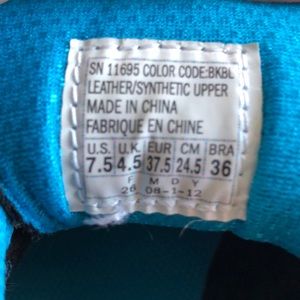 SN 11695 COLOR CODE:BKBL
LEATHER/SYNTHETIC UPPER
MADE IN CHINA
FABRIQUE EN CHINE
U.S. U.K. EUR CM BRA
7.5 4.5 37.5 24.5 36
F M D Y
26 08-1-12